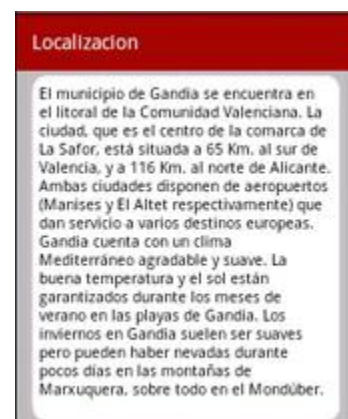 Localizacion
El municipio de Gandia se encuentra en
el litoral de la Comunidad Valenciana. La
ciudad, que es el centro de la comarca de
La Safor, está situada a 65 Km. al sur de
Valencia, y a 116 Km. al norte de Alicante.
Ambas ciudades disponen de aeropuertos
(Manises y El Altet respectivamente) que
dan servicio a varios destinos europeas.
Gandia cuenta con un clima
Mediterráneo agradable y suave. La
buena temperatura y el sol están
garantizados durante los meses de
verano en las playas de Gandia. Los
inviernos en Gandia suelen ser suaves
pero pueden haber nevadas durante
pocos días en las montañas de
Marxuquera, sobre todo en el Mondúber.